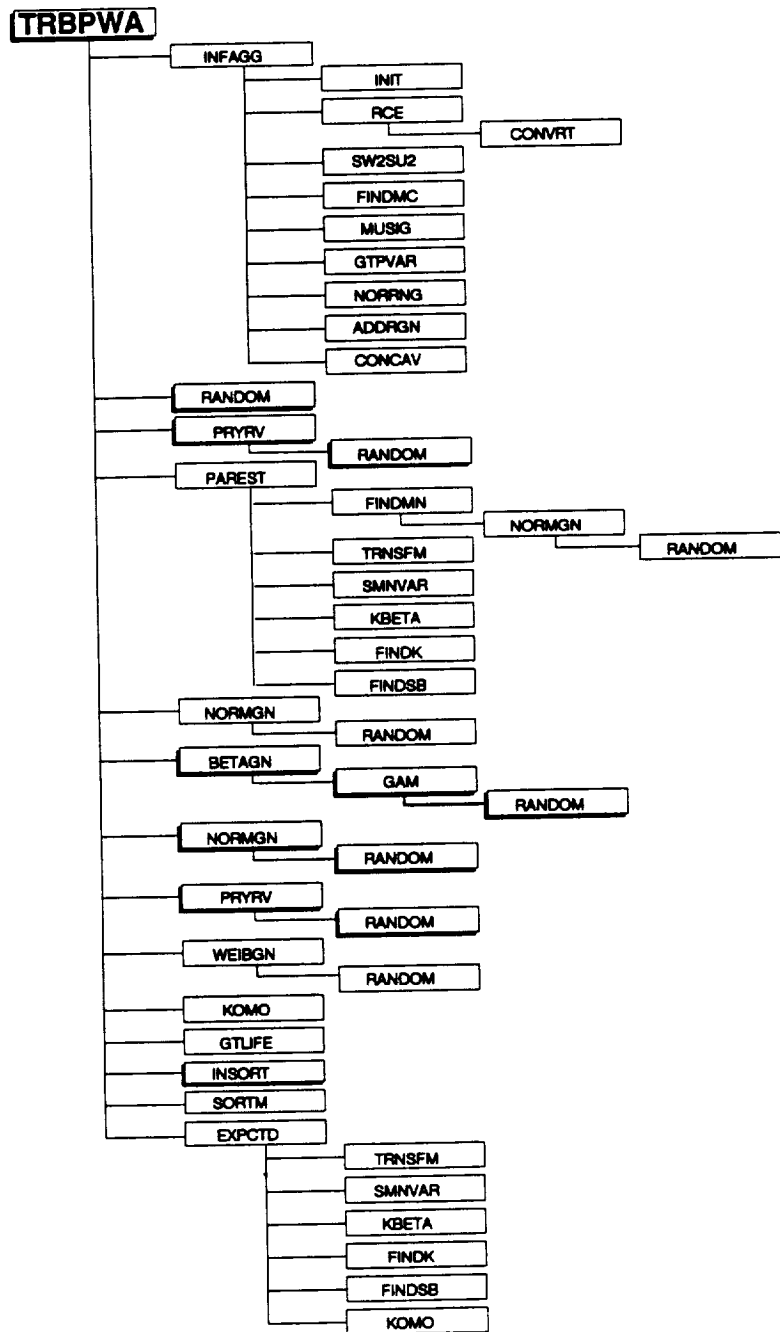 TRBPWA
INFAGG
INIT
RCE
CONVRT
SW2SU2
FINDMC
MUSIG
GTPVAR
NORRNG
ADDRGN
CONCAV
RANDOM
PRYRV
RANDOM
PAREST
FINDMN
NORMGN
RANDOM
TRNSFM
SMNVAR
KBETA
FINDK
FINDSB
NORMGN
RANDOM
BETAGN
GAM
RANDOM
NORMGN
RANDOM
PRYRV
RANDOM
WEIBGN
RANDOM
KOMO
GTLIFE
INSORT
SORTM
EXPCTD
TRNSFM
SMNVAR
KBETA
FINDK
FINDSB
KOMO